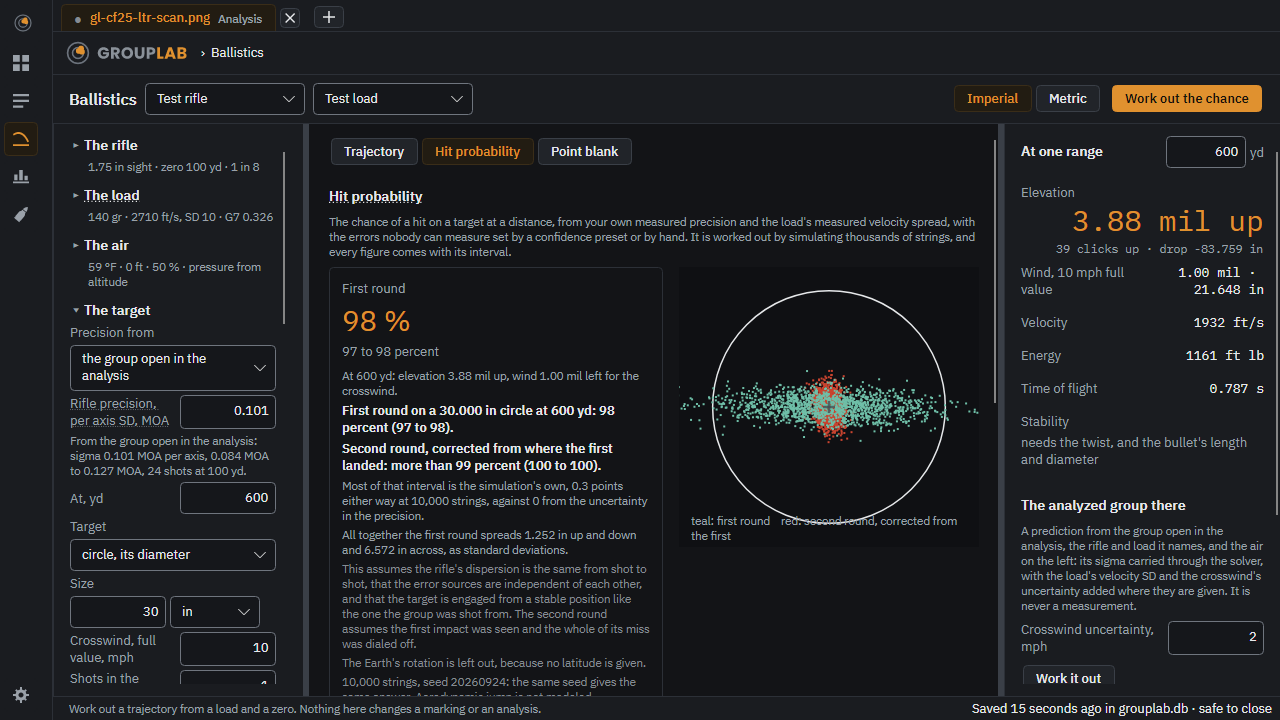 gl-cf25-ltr-scan.png Analysis
GROUPLAB › Ballistics
Ballistics
Test rifle
Test load
Imperial
Metric
Work out the chance
The rifle
1.75 in sight · zero 100 yd · 1 in 8
The load
140 gr · 2710 ft/s, SD 10 · G7 0.326
The air
59 °F · 0 ft · 50 % · pressure from
altitude
The target
Precision from
the group open in the
analysis
Rifle precision,
per axis SD, MOA
0.101
From the group open in the analysis:
sigma 0.101 MOA per axis, 0.084 MOA
to 0.127 MOA, 24 shots at 100 yd.
At, yd
600
Target
circle, its diameter
Size
30
in
Crosswind, full
value, mph
10
Shots in the
Trajectory
Hit probability
Point blank
Hit probability
The chance of a hit on a target at a distance, from your own measured precision and the load's measured velocity spread, with
the errors nobody can measure set by a confidence preset or by hand. It is worked out by simulating thousands of strings, and
every figure comes with its interval.
First round
98 %
97 to 98 percent
At 600 yd: elevation 3.88 mil up, wind 1.00 mil left for the
crosswind.
First round on a 30.000 in circle at 600 yd: 98
percent (97 to 98).
Second round, corrected from where the first
landed: more than 99 percent (100 to 100).
Most of that interval is the simulation's own, 0.3 points
either way at 10,000 strings, against 0 from the uncertainty
in the precision.
All together the first round spreads 1.252 in up and down
and 6.572 in across, as standard deviations.
This assumes the rifle's dispersion is the same from shot to
shot, that the error sources are independent of each other,
and that the target is engaged from a stable position like
the one the group was shot from. The second round
assumes the first impact was seen and the whole of its miss
was dialed off.
The Earth's rotation is left out, because no latitude is given.
10,000 strings, seed 20260924: the same seed gives the
same answer. Aerodynamic jump is not modeled.
teal: first round red: second round, corrected from
the first
At one range
600 yd
Elevation
3.88 mil up
39 clicks up · drop -83.759 in
Wind, 10 mph full
value
1.00 mil ·
21.648 in
Velocity
1932 ft/s
Energy
1161 ft lb
Time of flight
0.787 s
Stability
needs the twist, and the bullet's length
and diameter
The analyzed group there
A prediction from the group open in the
analysis, the rifle and load it names, and the air
on the left: its sigma carried through the solver,
with the load's velocity SD and the crosswind's
uncertainty added where they are given. It is
never a measurement.
Crosswind uncertainty,
mph
2
Work it out
Work out a trajectory from a load and a zero. Nothing here changes a marking or an analysis.
Saved 15 seconds ago in grouplab.db · safe to close